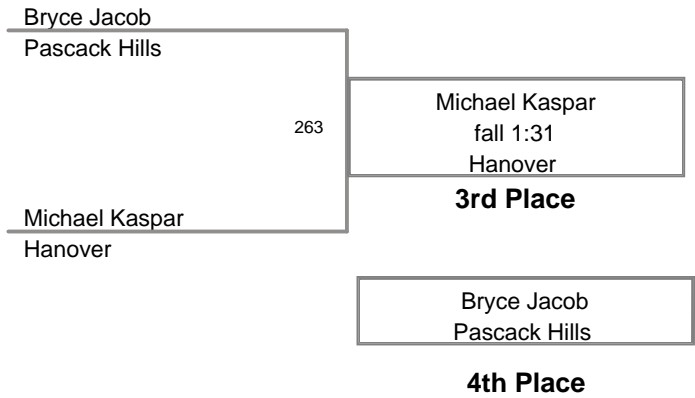 Bryce Jacob
Pascack Hills
263
Michael Kaspar
fall 1:31
Hanover
3rd Place
Michael Kaspar
Hanover
Bryce Jacob
Pascack Hills
4th Place